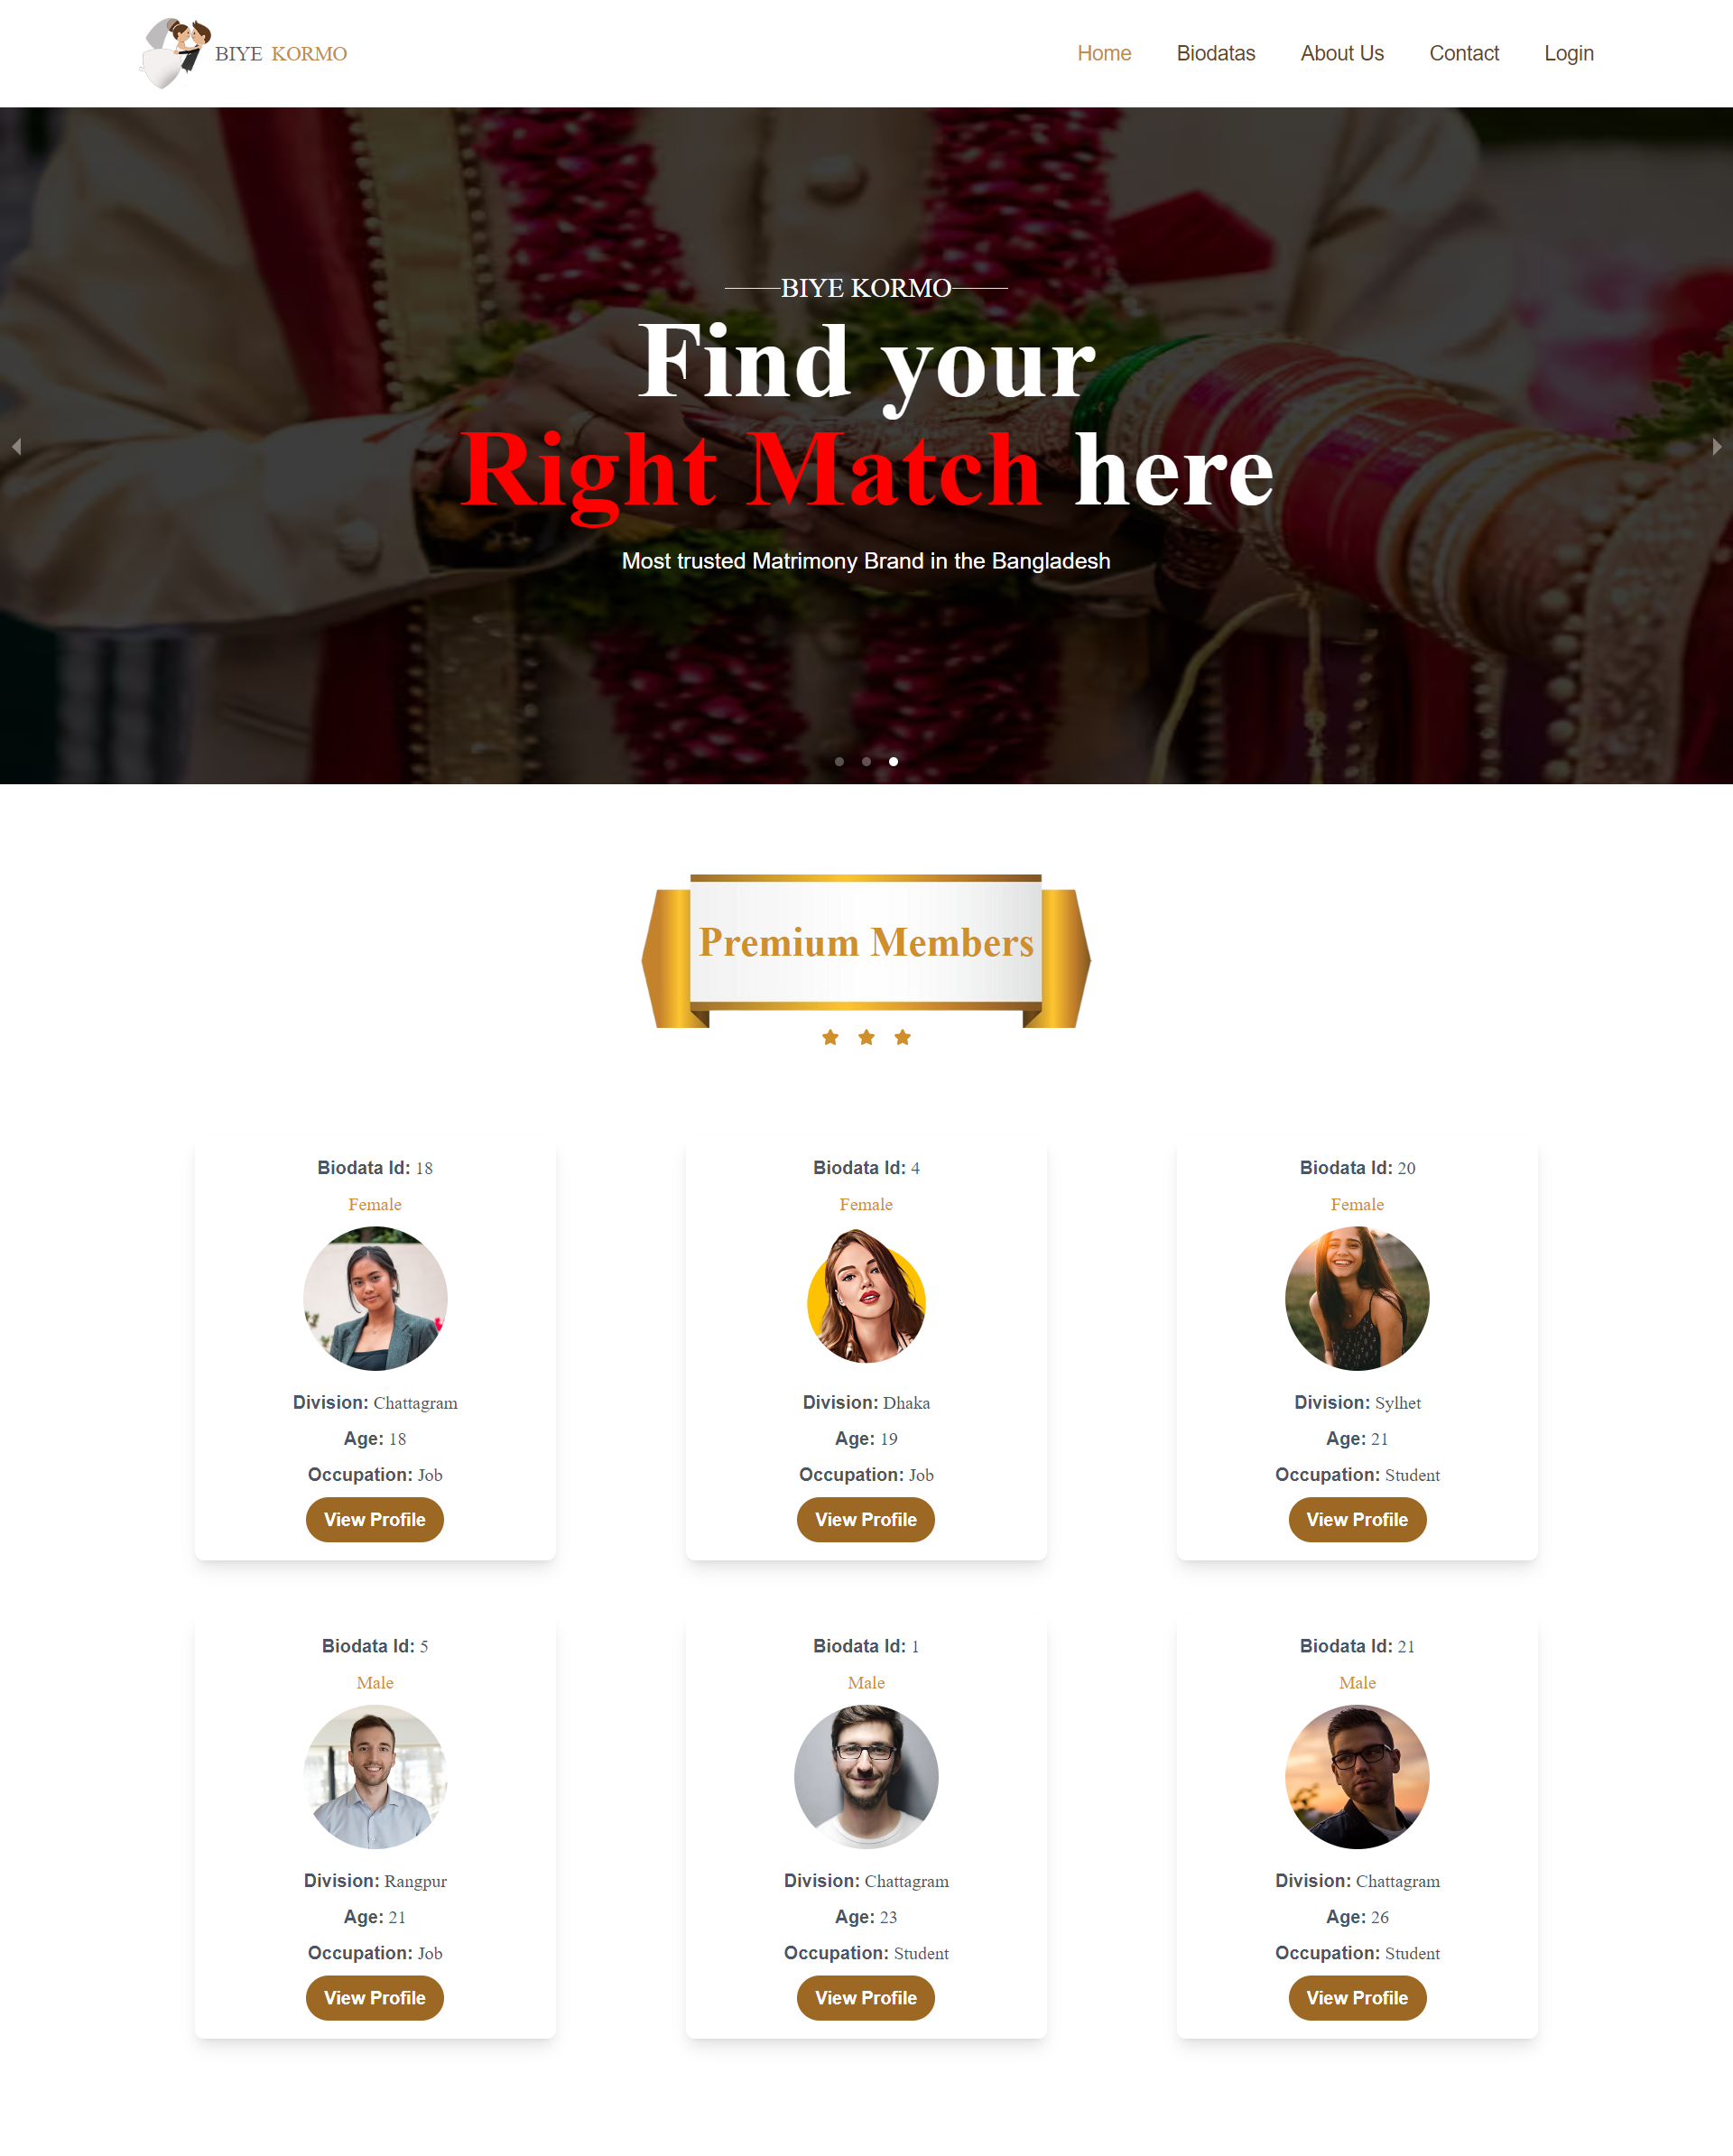 BIYE KORMO
Home Biodatas About Us Contact Login
BIYE KORMO
Find your
Right Match here
Most trusted Matrimony Brand in the Bangladesh
Premium Members
Biodata Id: 18
Female
Division: Chattagram
Age: 18
Occupation: Job
View Profile
Biodata Id: 4
Female
Division: Dhaka
Age: 19
Occupation: Job
View Profile
Biodata Id: 20
Female
Division: Sylhet
Age: 21
Occupation: Student
View Profile
Biodata Id: 5
Male
Division: Rangpur
Age: 21
Occupation: Job
View Profile
Biodata Id: 1
Male
Division: Chattagram
Age: 23
Occupation: Student
View Profile
Biodata Id: 21
Male
Division: Chattagram
Age: 26
Occupation: Student
View Profile